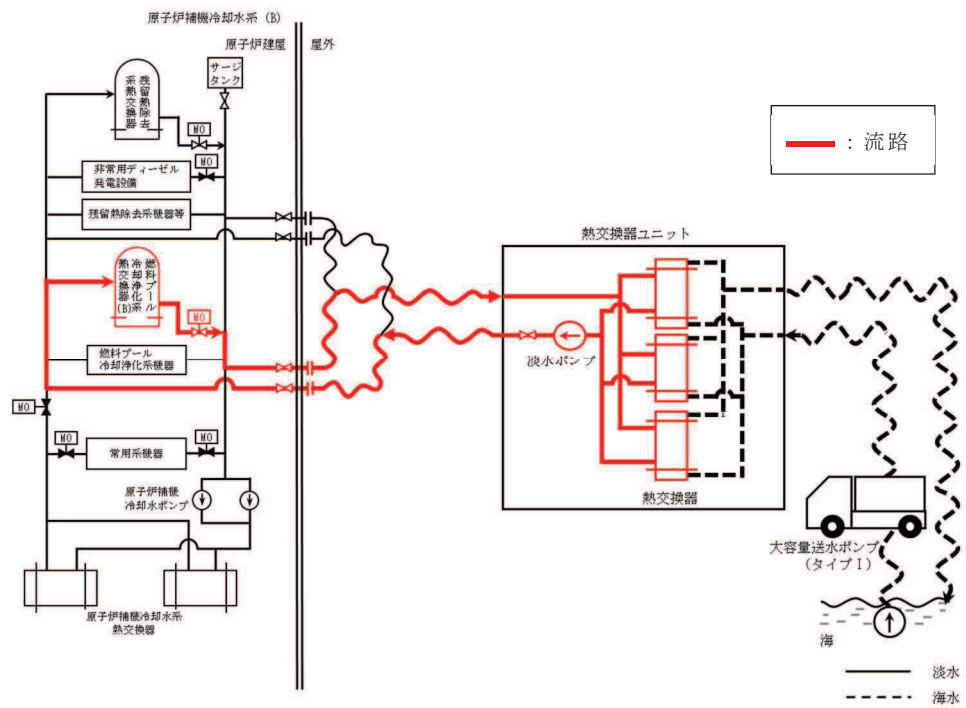 原子炉補機冷却水系 (B)
原子炉建屋
屋外
サージ
タンク
残留熱除去
系熱交換器
MO
MO
非常用ディーゼル
発電設備
残留熱除去系機器等
燃料プール
冷却浄化系
熱交換器(B)
MO
燃料プール
冷却浄化系機器
MO
MO
MO
常用系機器
原子炉補機
冷却水ポンプ
原子炉補機冷却水系
熱交換器
：流路
熱交換器ユニット
淡水ポンプ
熱交換器
大容量送水ポンプ
（タイプⅠ）
海
淡水
海水